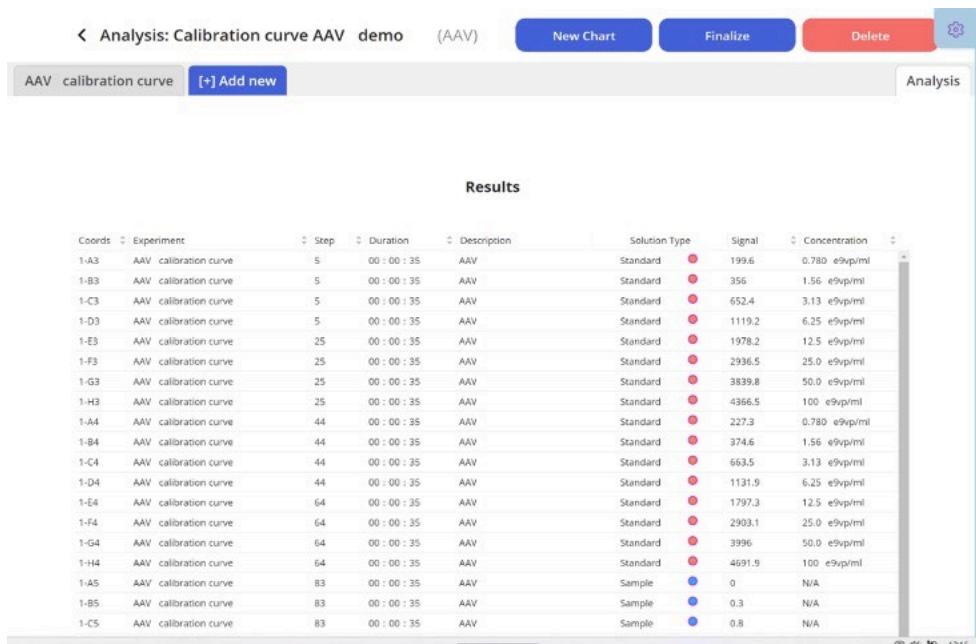 Analysis: Calibration curve AAV demo (AAV) New Chart Finalize Delete
AAV calibration curve [+] Add new Analysis
Results
Coords Experiment Step Duration Description Solution Type Signal Concentration
1-A3 AAV calibration curve 5 00 : 00 : 35 AAV Standard 199.6 0.780 e9vp/ml
1-B3 AAV calibration curve 5 00 : 00 : 35 AAV Standard 356 1.56 e9vp/ml
1-C3 AAV calibration curve 5 00 : 00 : 35 AAV Standard 652.4 3.13 e9vp/ml
1-D3 AAV calibration curve 5 00 : 00 : 35 AAV Standard 1119.2 6.25 e9vp/ml
1-E3 AAV calibration curve 25 00 : 00 : 35 AAV Standard 1978.2 12.5 e9vp/ml
1-F3 AAV calibration curve 25 00 : 00 : 35 AAV Standard 2936.5 25.0 e9vp/ml
1-G3 AAV calibration curve 25 00 : 00 : 35 AAV Standard 3839.8 50.0 e9vp/ml
1-H3 AAV calibration curve 25 00 : 00 : 35 AAV Standard 4366.5 100 e9vp/ml
1-A4 AAV calibration curve 44 00 : 00 : 35 AAV Standard 227.3 0.780 e9vp/ml
1-B4 AAV calibration curve 44 00 : 00 : 35 AAV Standard 374.6 1.56 e9vp/ml
1-C4 AAV calibration curve 44 00 : 00 : 35 AAV Standard 663.5 3.13 e9vp/ml
1-D4 AAV calibration curve 44 00 : 00 : 35 AAV Standard 1131.9 6.25 e9vp/ml
1-E4 AAV calibration curve 64 00 : 00 : 35 AAV Standard 1797.3 12.5 e9vp/ml
1-F4 AAV calibration curve 64 00 : 00 : 35 AAV Standard 2903.1 25.0 e9vp/ml
1-G4 AAV calibration curve 64 00 : 00 : 35 AAV Standard 3996 50.0 e9vp/ml
1-H4 AAV calibration curve 64 00 : 00 : 35 AAV Standard 4691.9 100 e9vp/ml
1-A5 AAV calibration curve 83 00 : 00 : 35 AAV Sample 0 N/A
1-B5 AAV calibration curve 83 00 : 00 : 35 AAV Sample 0.3 N/A
1-C5 AAV calibration curve 83 00 : 00 : 35 AAV Sample 0.8 N/A